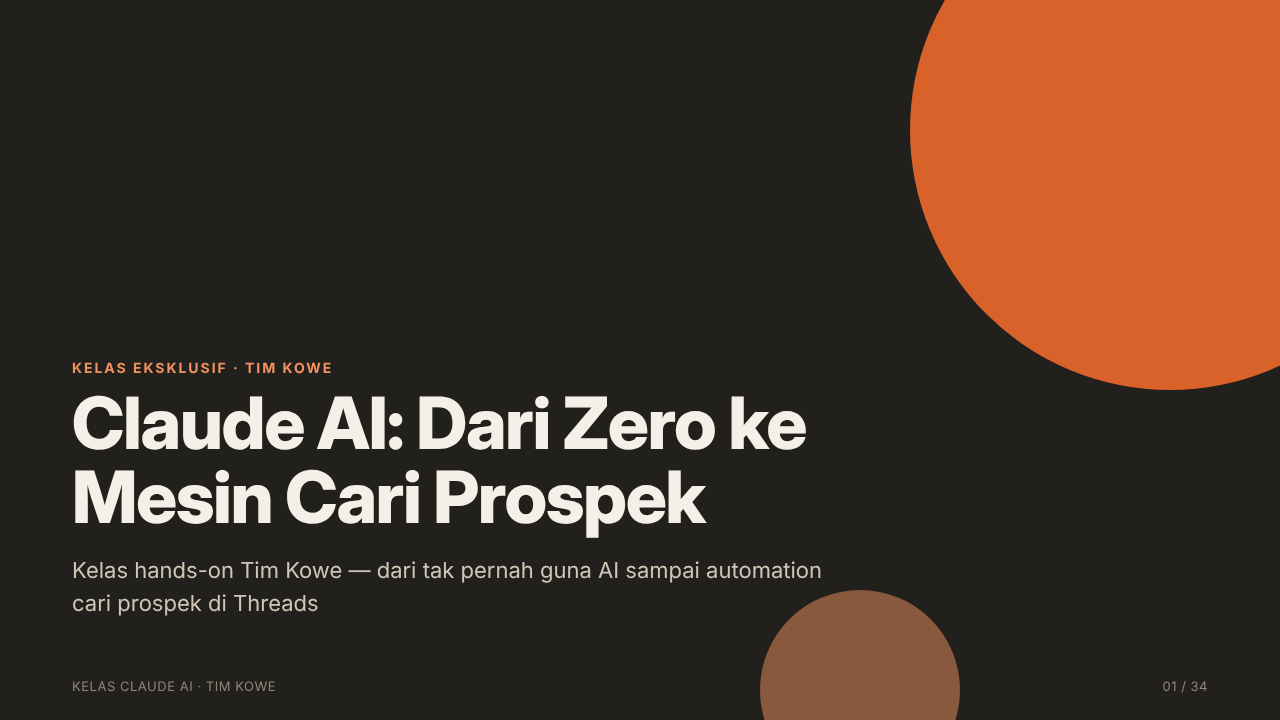 KELAS EKSKLUSIF · TIM KOWE
Claude AI: Dari Zero ke
Mesin Cari Prospek
Kelas hands-on Tim Kowe — dari tak pernah guna AI sampai automation
cari prospek di Threads
KELAS CLAUDE AI · TIM KOWE
01 / 34